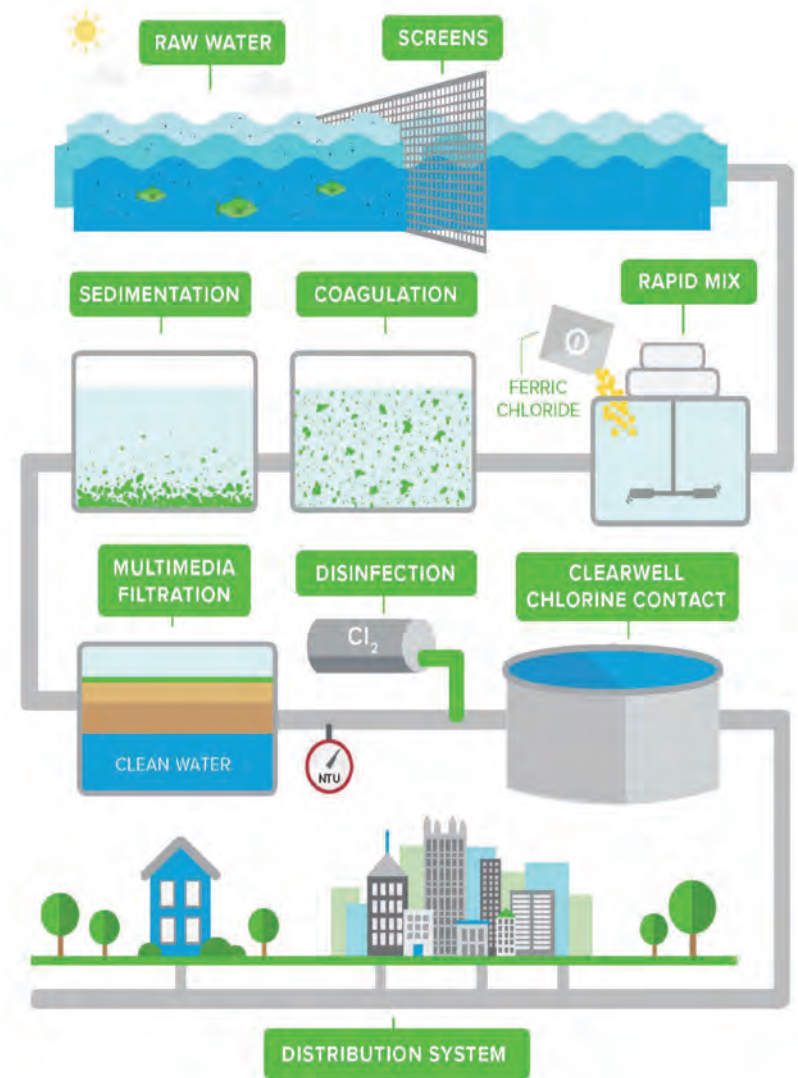 RAW WATER
SCREENS
SEDIMENTATION
COAGULATION
RAPID MIX
FERRIC
CHLORIDE
MULTIMEDIA
FILTRATION
DISINFECTION
CLEARWELL
CHLORINE CONTACT
Cl₂
CLEAN WATER
NTU
DISTRIBUTION SYSTEM